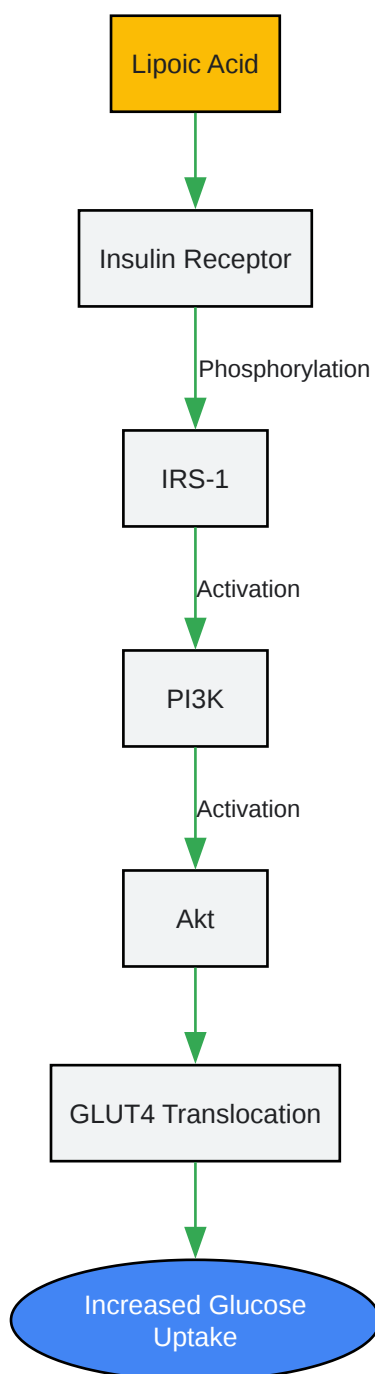 Lipoic Acid
Insulin Receptor
Phosphorylation
IRS-1
Activation
PI3K
Activation
Akt
GLUT4 Translocation
Increased Glucose
Uptake